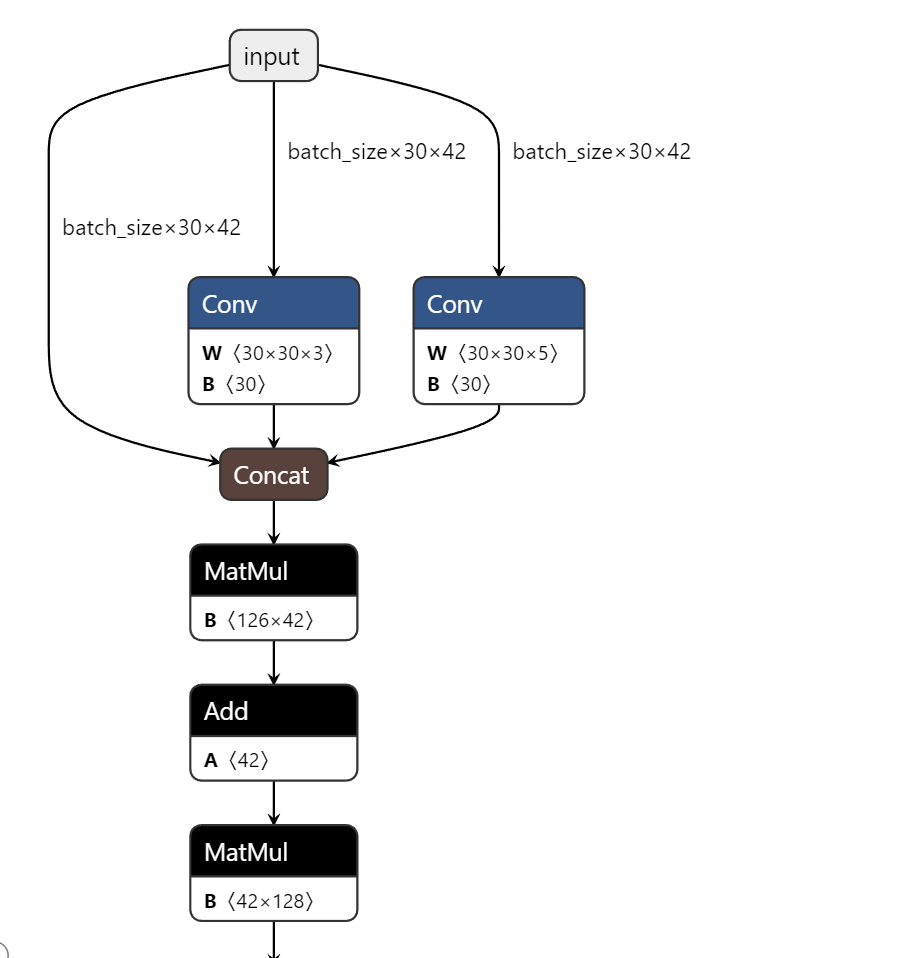 input
batch_size×30×42
batch_size×30×42
batch_size×30×42
Conv
W 〈30×30×3〉
B 〈30〉
Conv
W 〈30×30×5〉
B 〈30〉
Concat
MatMul
B 〈126×42〉
Add
A 〈42〉
MatMul
B 〈42×128〉